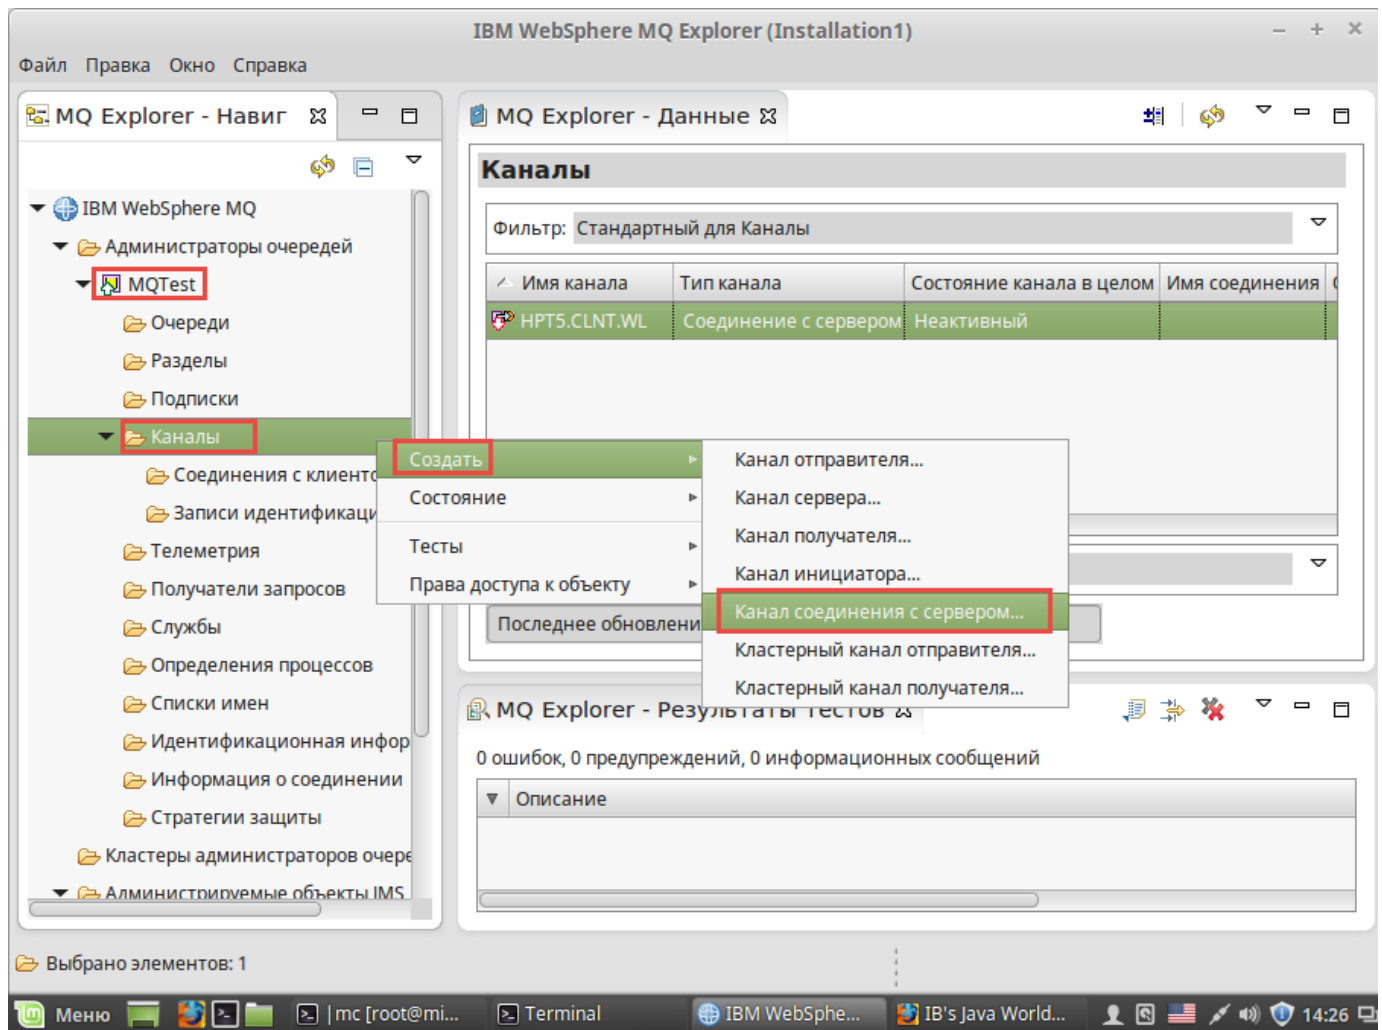 IBM WebSphere MQ Explorer (Installation1)
Файл Правка Окно Справка
MQ Explorer - Навиг
IBM WebSphere MQ
Администраторы очередей
MQTest
Очереди
Разделы
Подписки
Каналы
Соединения с клиенто
Записи идентификаци
Телеметрия
Получатели запросов
Службы
Определения процессов
Списки имен
Идентификационная инфор
Информация о соединении
Стратегии защиты
Кластеры администраторов очере
Администрируемые объекты JMS
MQ Explorer - Данные
Каналы
Фильтр: Стандартный для Каналы
Имя канала Тип канала Состояние канала в целом Имя соединения
HPT5.CLNT.WL Соединение с сервером Неактивный
Создать
Состояние
Тесты
Права доступа к объекту
Канал отправителя...
Канал сервера...
Канал получателя...
Канал инициатора...
Канал соединения с сервером...
Кластерный канал отправителя...
Кластерный канал получателя...
Последнее обновлени
MQ Explorer - Результаты тестов
0 ошибок, 0 предупреждений, 0 информационных сообщений
Описание
Выбрано элементов: 1
Меню |mc [root@mi... Terminal IBM WebSphe... IB's Java World... 14:26